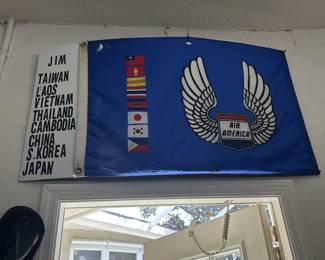 JIM
TAIWAN
LAOS
VIETNAM
THAILAND
CAMBODIA
CHINA
S.KOREA
JAPAN
AIR
AMERICA